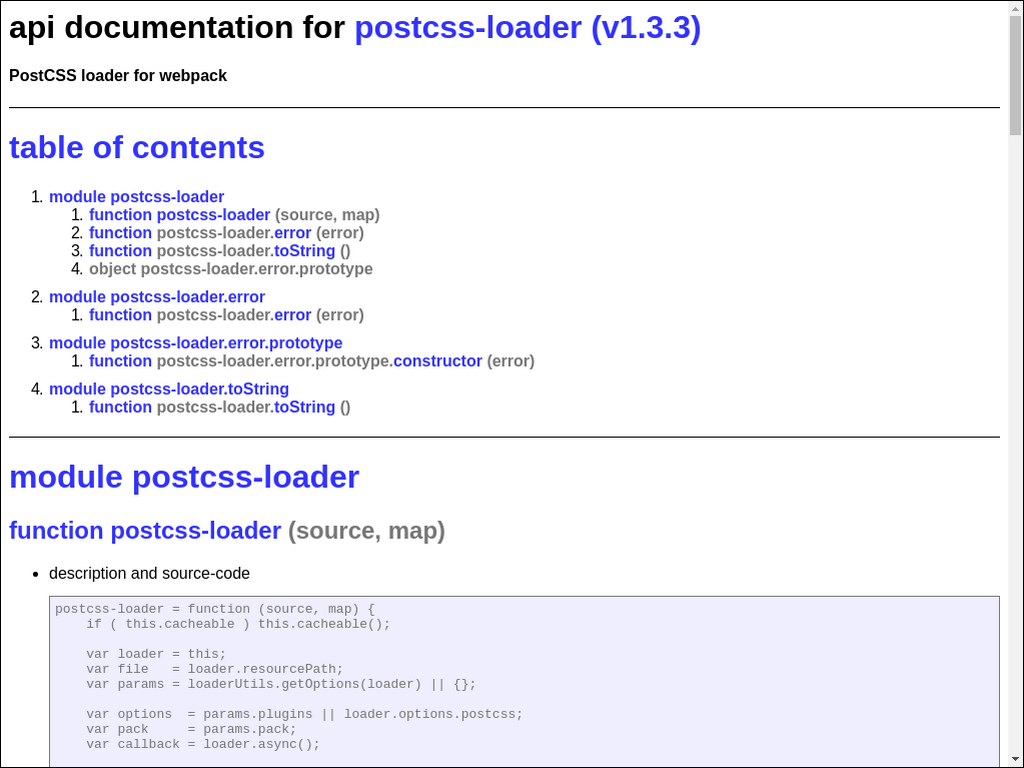 api documentation for postcss-loader (v1.3.3)
PostCSS loader for webpack
table of contents
1. module postcss-loader
1. function postcss-loader (source, map)
2. function postcss-loader.error (error)
3. function postcss-loader.toString ()
4. object postcss-loader.error.prototype
2. module postcss-loader.error
1. function postcss-loader.error (error)
3. module postcss-loader.error.prototype
1. function postcss-loader.error.prototype.constructor (error)
4. module postcss-loader.toString
1. function postcss-loader.toString ()
module postcss-loader
function postcss-loader (source, map)
• description and source-code
postcss-loader = function (source, map) {
    if ( this.cacheable ) this.cacheable();
    var loader = this;
    var file   = loader.resourcePath;
    var params = loaderUtils.getOptions(loader) || {};
    var options  = params.plugins || loader.options.postcss;
    var pack     = params.pack;
    var callback = loader.async();